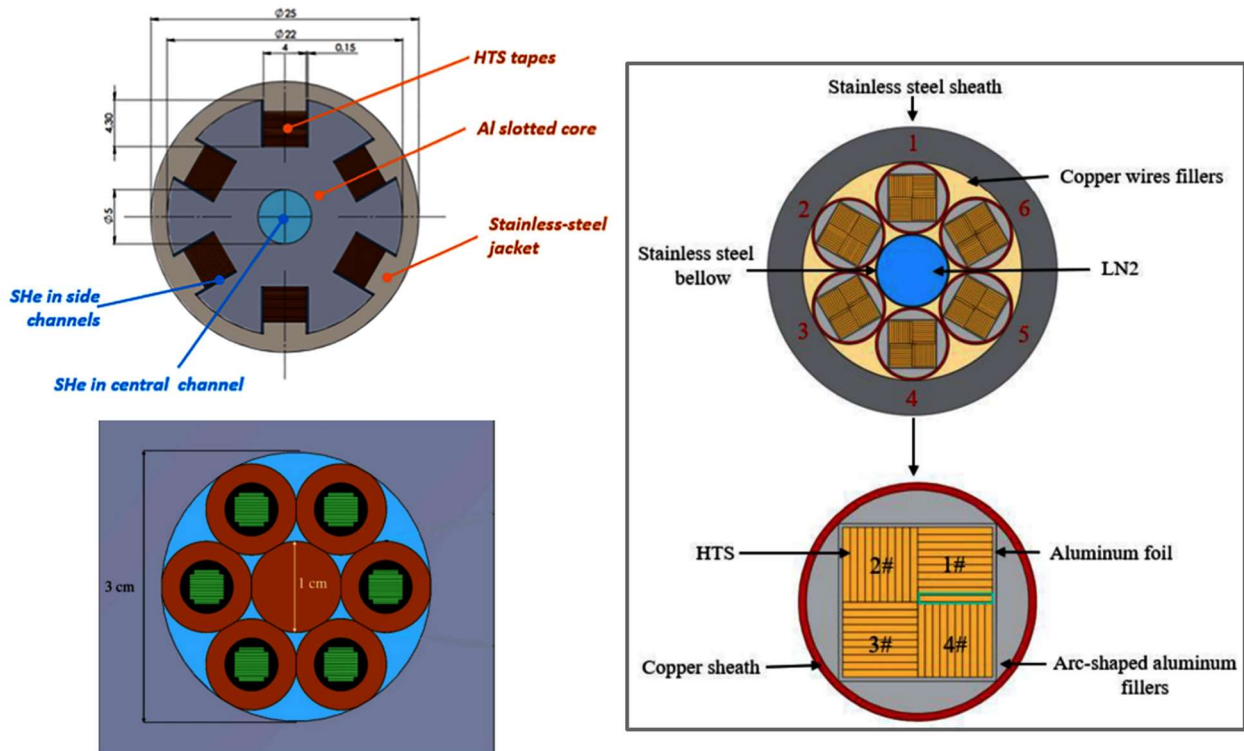 Ø25
Ø22
4
0,15
4,30
Ø5
HTS tapes
Al slotted core
Stainless-steel
jacket
SHe in side
channels
SHe in central channel
3 cm
1 cm
Stainless steel sheath
1
Copper wires fillers
2
6
Stainless steel
bellow
LN2
3
5
4
HTS
Aluminum foil
2#
1#
3#
4#
Copper sheath
Arc-shaped aluminum
fillers